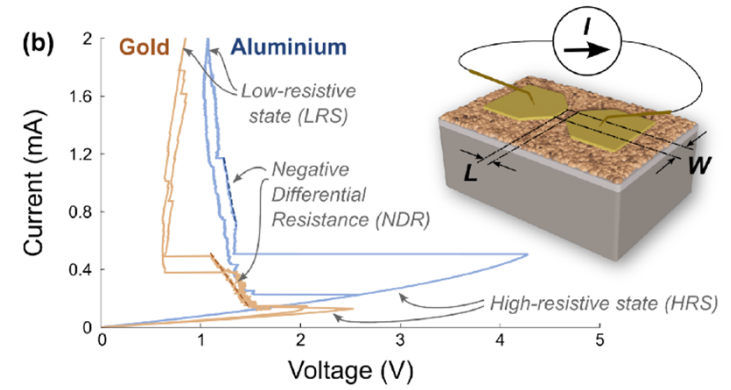 (b)
Gold Aluminium
Low-resistive
state (LRS)
Negative
Differential
Resistance (NDR)
High-resistive state (HRS)
Current (mA)
2
1.6
1.2
0.8
0.4
0
0 1 2 3 4 5
Voltage (V)
I
L
W